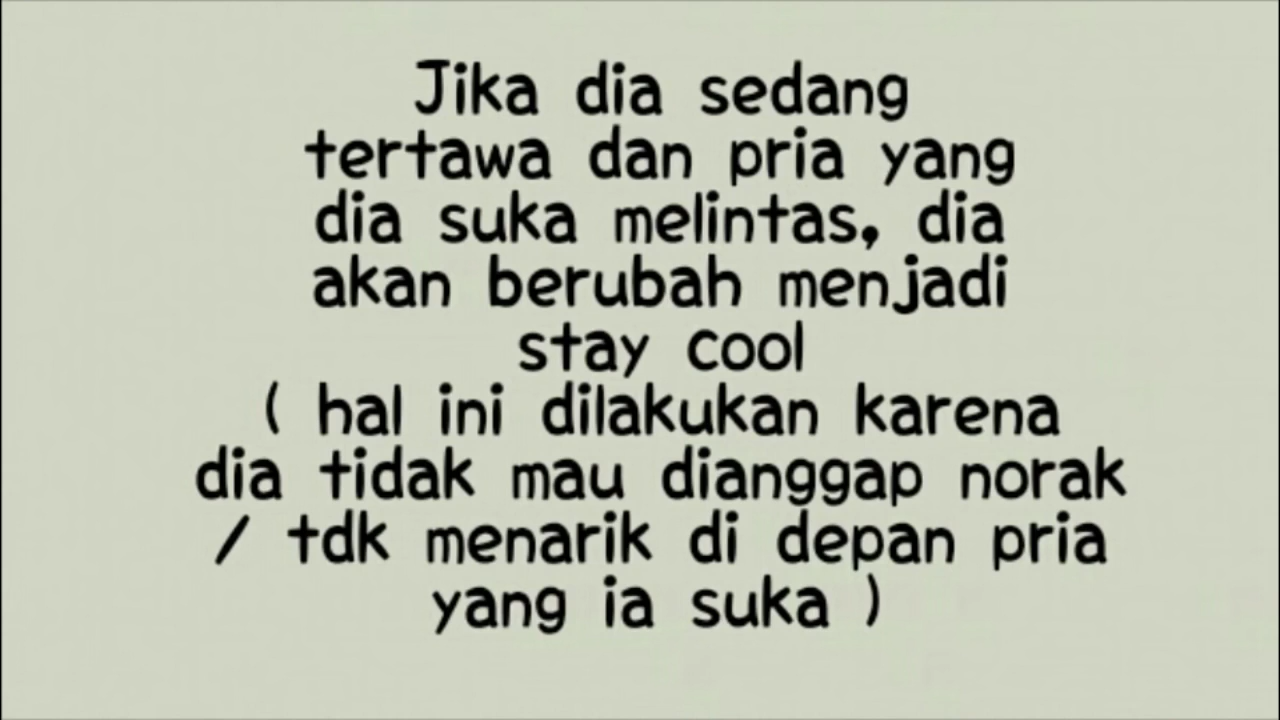 Jika dia sedang
tertawa dan pria yang
dia suka melintas, dia
akan berubah menjadi
stay cool
( hal ini dilakukan karena
dia tidak mau dianggap norak
/ tdk menarik di depan pria
yang ia suka )